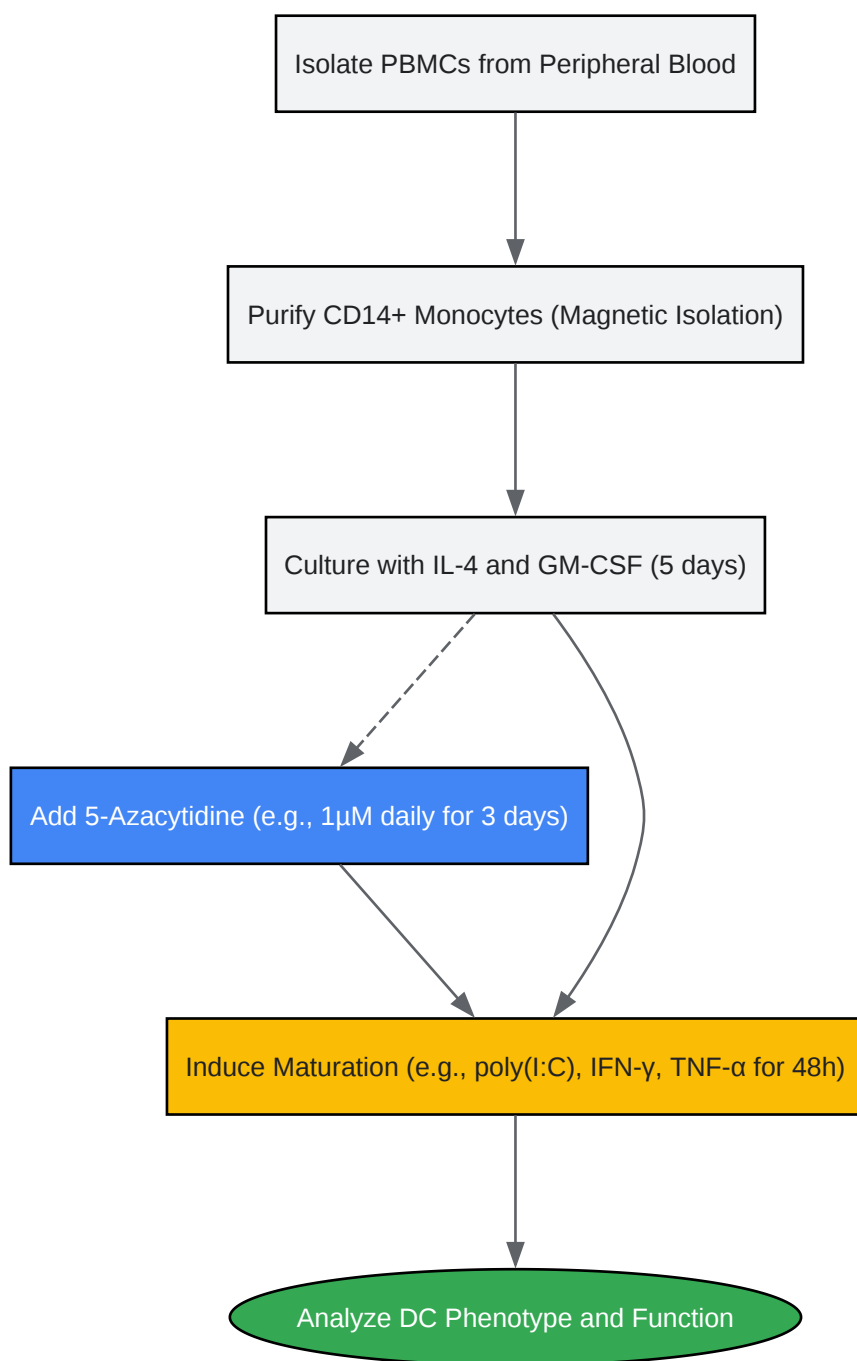 Isolate PBMCs from Peripheral Blood
Purify CD14+ Monocytes (Magnetic Isolation)
Culture with IL-4 and GM-CSF (5 days)
Add 5-Azacytidine (e.g., 1µM daily for 3 days)
Induce Maturation (e.g., poly(I:C), IFN-γ, TNF-α for 48h)
Analyze DC Phenotype and Function